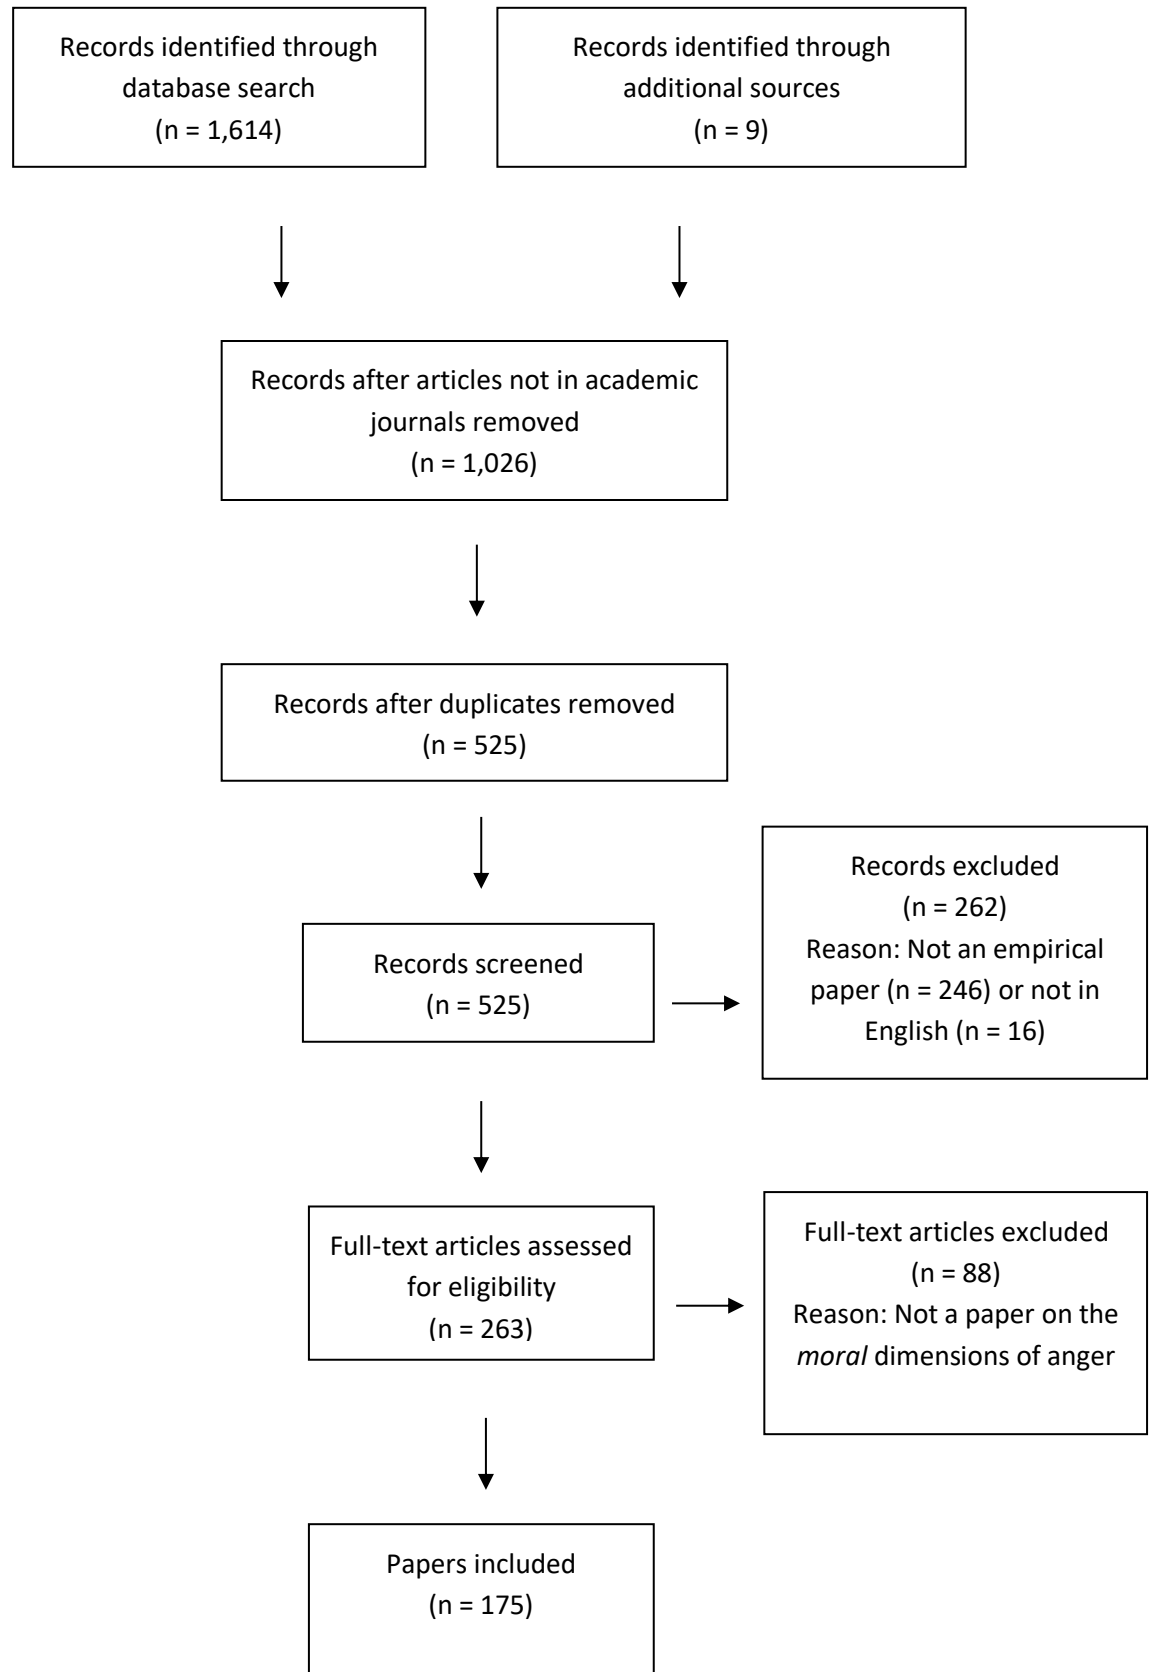 Records identified through
database search
(n = 1,614)
Records identified through
additional sources
(n = 9)
Records after articles not in academic
journals removed
(n = 1,026)
Records after duplicates removed
(n = 525)
Records screened
(n = 525)
Records excluded
(n = 262)
Reason: Not an empirical
paper (n = 246) or not in
English (n = 16)
Full-text articles assessed
for eligibility
(n = 263)
Full-text articles excluded
(n = 88)
Reason: Not a paper on the
moral dimensions of anger
Papers included
(n = 175)